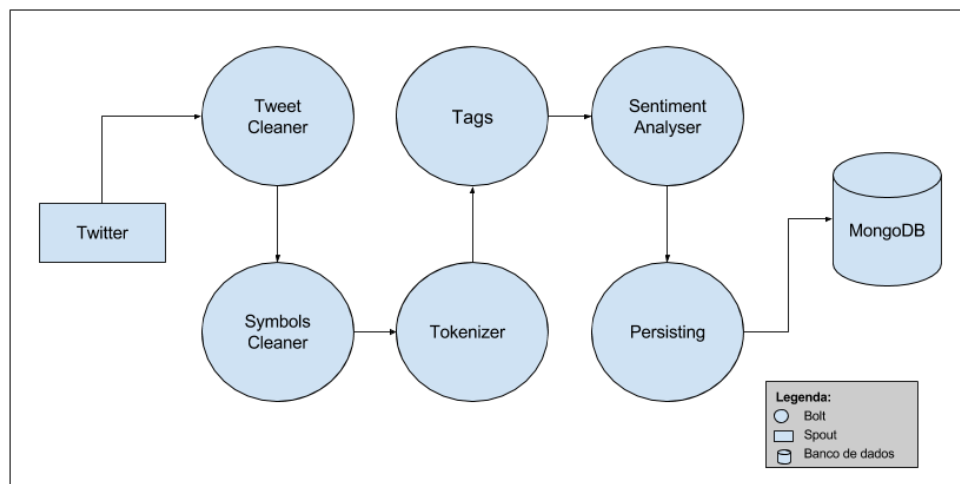 Twitter
Tweet
Cleaner
Symbols
Cleaner
Tokenizer
Tags
Sentiment
Analyser
Persisting
MongoDB
Legenda:
Bolt
Spout
Banco de dados